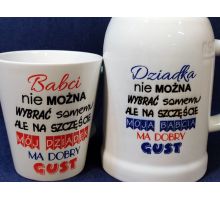 Babci
nie MOŻNA
WYBRAĆ samemu
ALE NA SZCZĘŚCIE
MÓJ DZIADEK
MA DOBRY
GUST
Dziadka
nie MOŻNA
WYBRAĆ samemu
ALE NA SZCZĘŚCIE
MOJA BABCIA
MA DOBRY
GUST